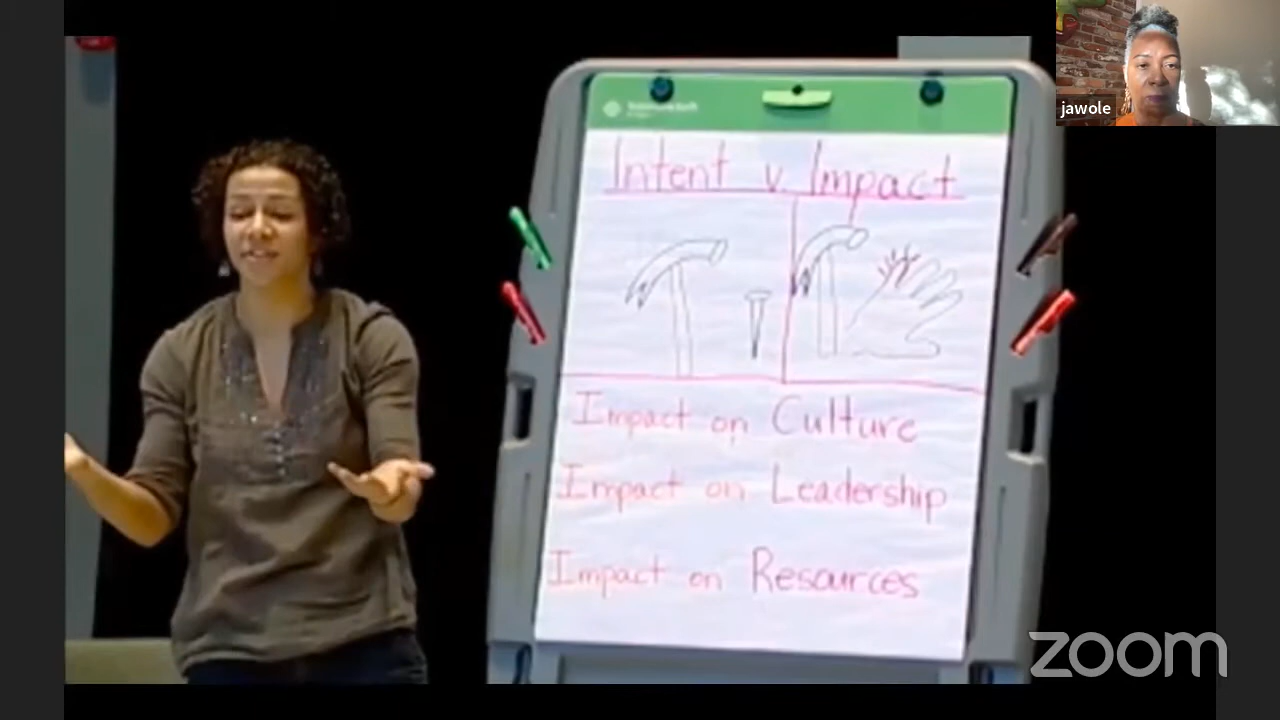 jawole
Intent v. Impact
Impact on Culture
Impact on Leadership
Impact on Resources
zoom